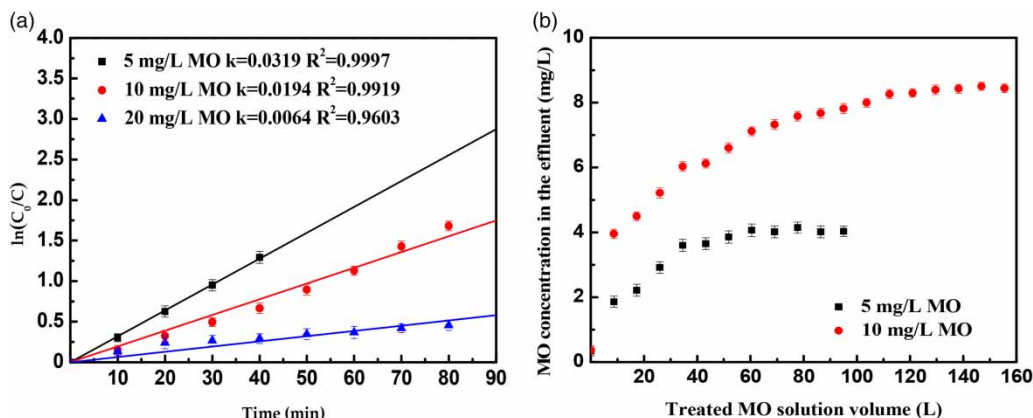 (a)
4.0
3.5
3.0
2.5
2.0
1.5
1.0
0.5
0
ln(C₀/C)
5 mg/L MO k=0.0319 R²=0.9997
10 mg/L MO k=0.0194 R²=0.9919
20 mg/L MO k=0.0064 R²=0.9603
10 20 30 40 50 60 70 80 90
Time (min)
(b)
10
8
6
4
2
0
MO concentration in the effluent (mg/L)
5 mg/L MO
10 mg/L MO
0 20 40 60 80 100 120 140 160
Treated MO solution volume (L)